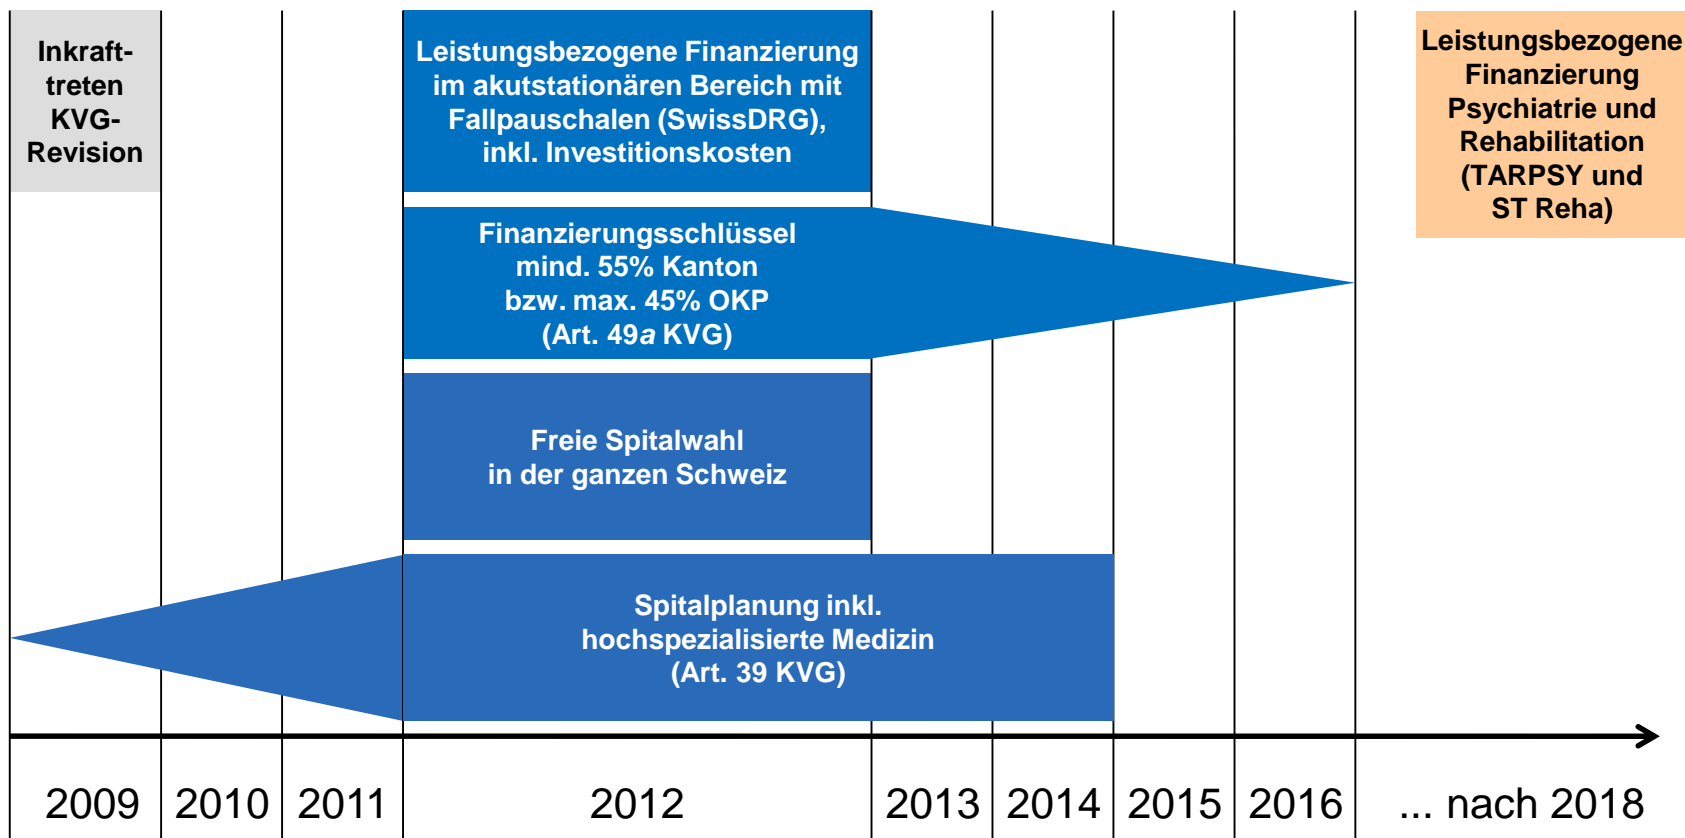 Inkraft-
treten
KVG-
Revision
Leistungsbezogene Finanzierung
im akutstationären Bereich mit
Fallpauschalen (SwissDRG),
inkl. Investitionskosten
Leistungsbezogene
Finanzierung
Psychiatrie und
Rehabilitation
(TARPSY und
ST Reha)
Finanzierungsschlüssel
mind. 55% Kanton
bzw. max. 45% OKP
(Art. 49a KVG)
Freie Spitalwahl
in der ganzen Schweiz
Spitalplanung inkl.
hochspezialisierte Medizin
(Art. 39 KVG)
2009 2010 2011 2012 2013 2014 2015 2016 ... nach 2018